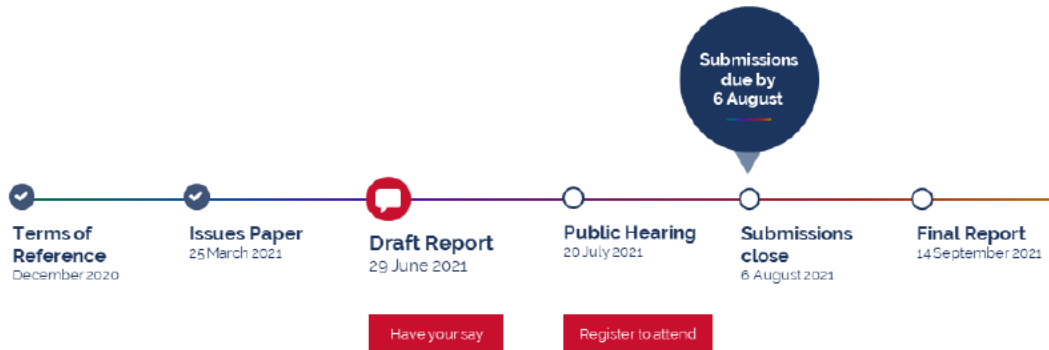 Submissions
due by
6 August
Terms of
Reference
December 2020
Issues Paper
25 March 2021
Draft Report
29 June 2021
Have your say
Public Hearing
20 July 2021
Register to attend
Submissions
close
6 August 2021
Final Report
14 September 2021